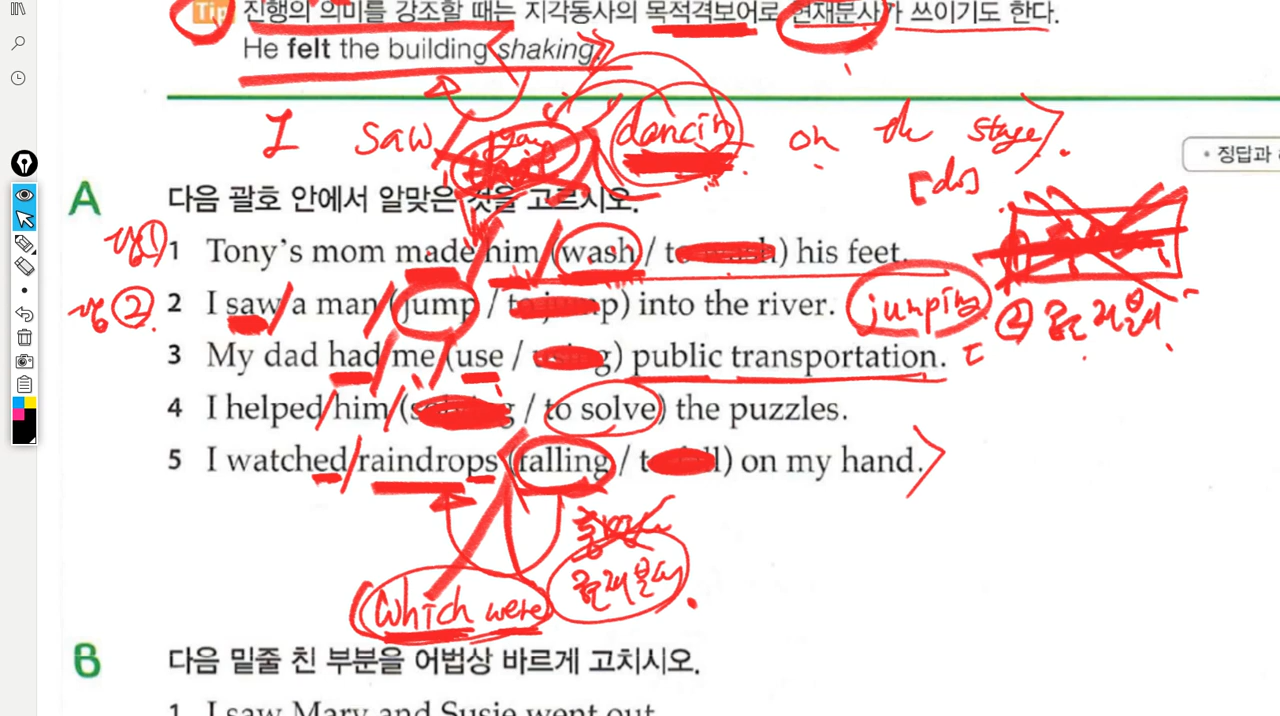 Tip 진행의 의미를 강조할 때는 지각동사의 목적격보어로 현재분사가 쓰이기도 한다.
He felt the building shaking.
I saw dancing on the stage.
[do]
• 정답과
A 다음 괄호 안에서 알맞은 것을 고르시오.
1 Tony's mom made him (wash / to) his feet.
2 I saw a man (jump / to jump) into the river. jumping
3 My dad had me (use / using) public transportation.
4 I helped him (/ to solve) the puzzles.
5 I watched raindrops (falling / t l) on my hand.
② 현재분사
현재분사
(which were
B 다음 밑줄 친 부분을 어법상 바르게 고치시오.
1 I saw Mary and Susie went out.